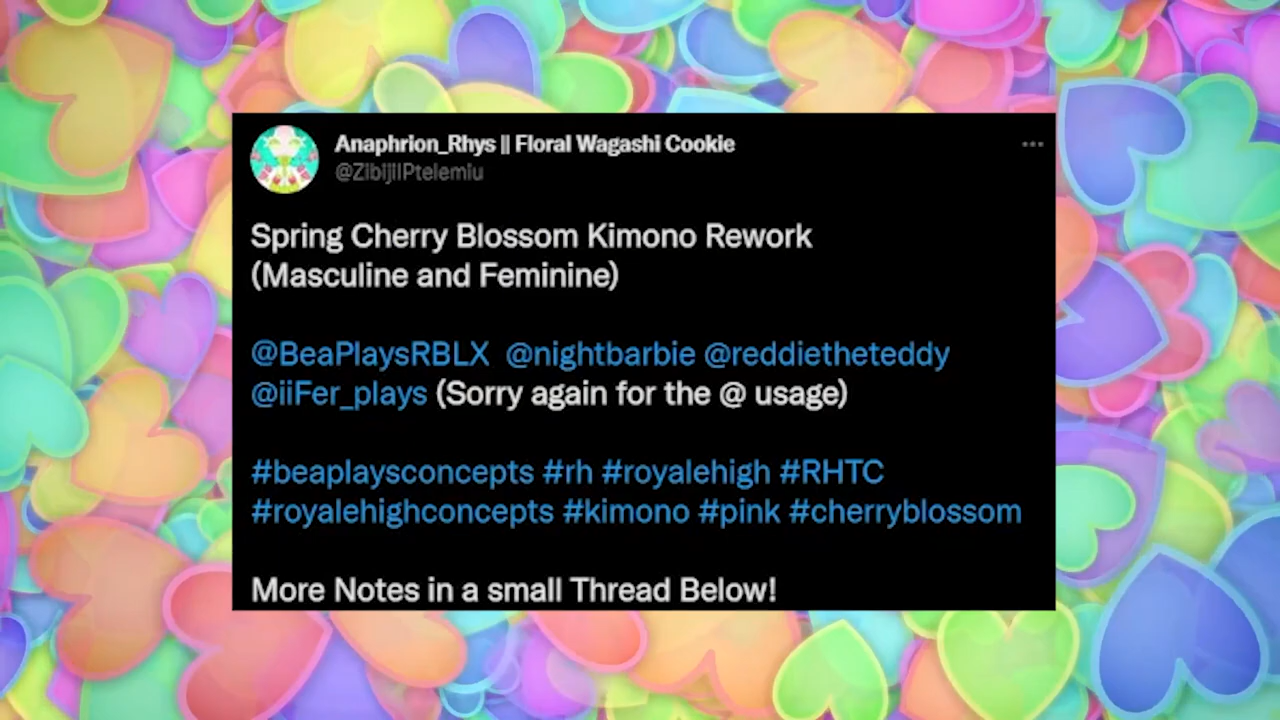 Anaphrion_Rhys || Floral Wagashi Cookie
@ZibijiIPtelemiu
Spring Cherry Blossom Kimono Rework
(Masculine and Feminine)
@BeaPlaysRBLX @nightbarbie @reddietheteddy
@iiFer_plays (Sorry again for the @ usage)
#beaplaysconcepts #rh #royalehigh #RHTC
#royalehighconcepts #kimono #pink #cherryblossom
More Notes in a small Thread Below!